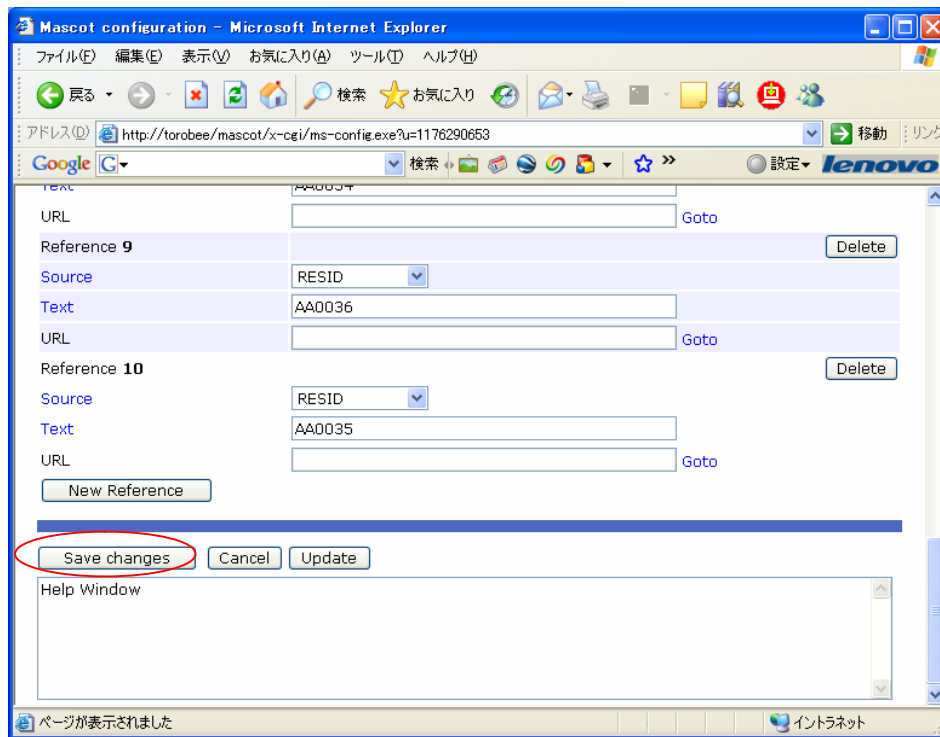 Mascot configuration - Microsoft Internet Explorer
ファイル(F) 編集(E) 表示(V) お気に入り(A) ツール(T) ヘルプ(H)
戻る 検索 お気に入り
アドレス(D) http://torobee/mascot/x-cgi/ms-config.exe?u=1176290653 移動 リンク
Google G 検索 » 設定 lenovo
Text AA0034
URL Goto
Reference 9 Delete
Source RESID
Text AA0036
URL Goto
Reference 10 Delete
Source RESID
Text AA0035
URL Goto
New Reference
Save changes Cancel Update
Help Window
ページが表示されました イントラネット